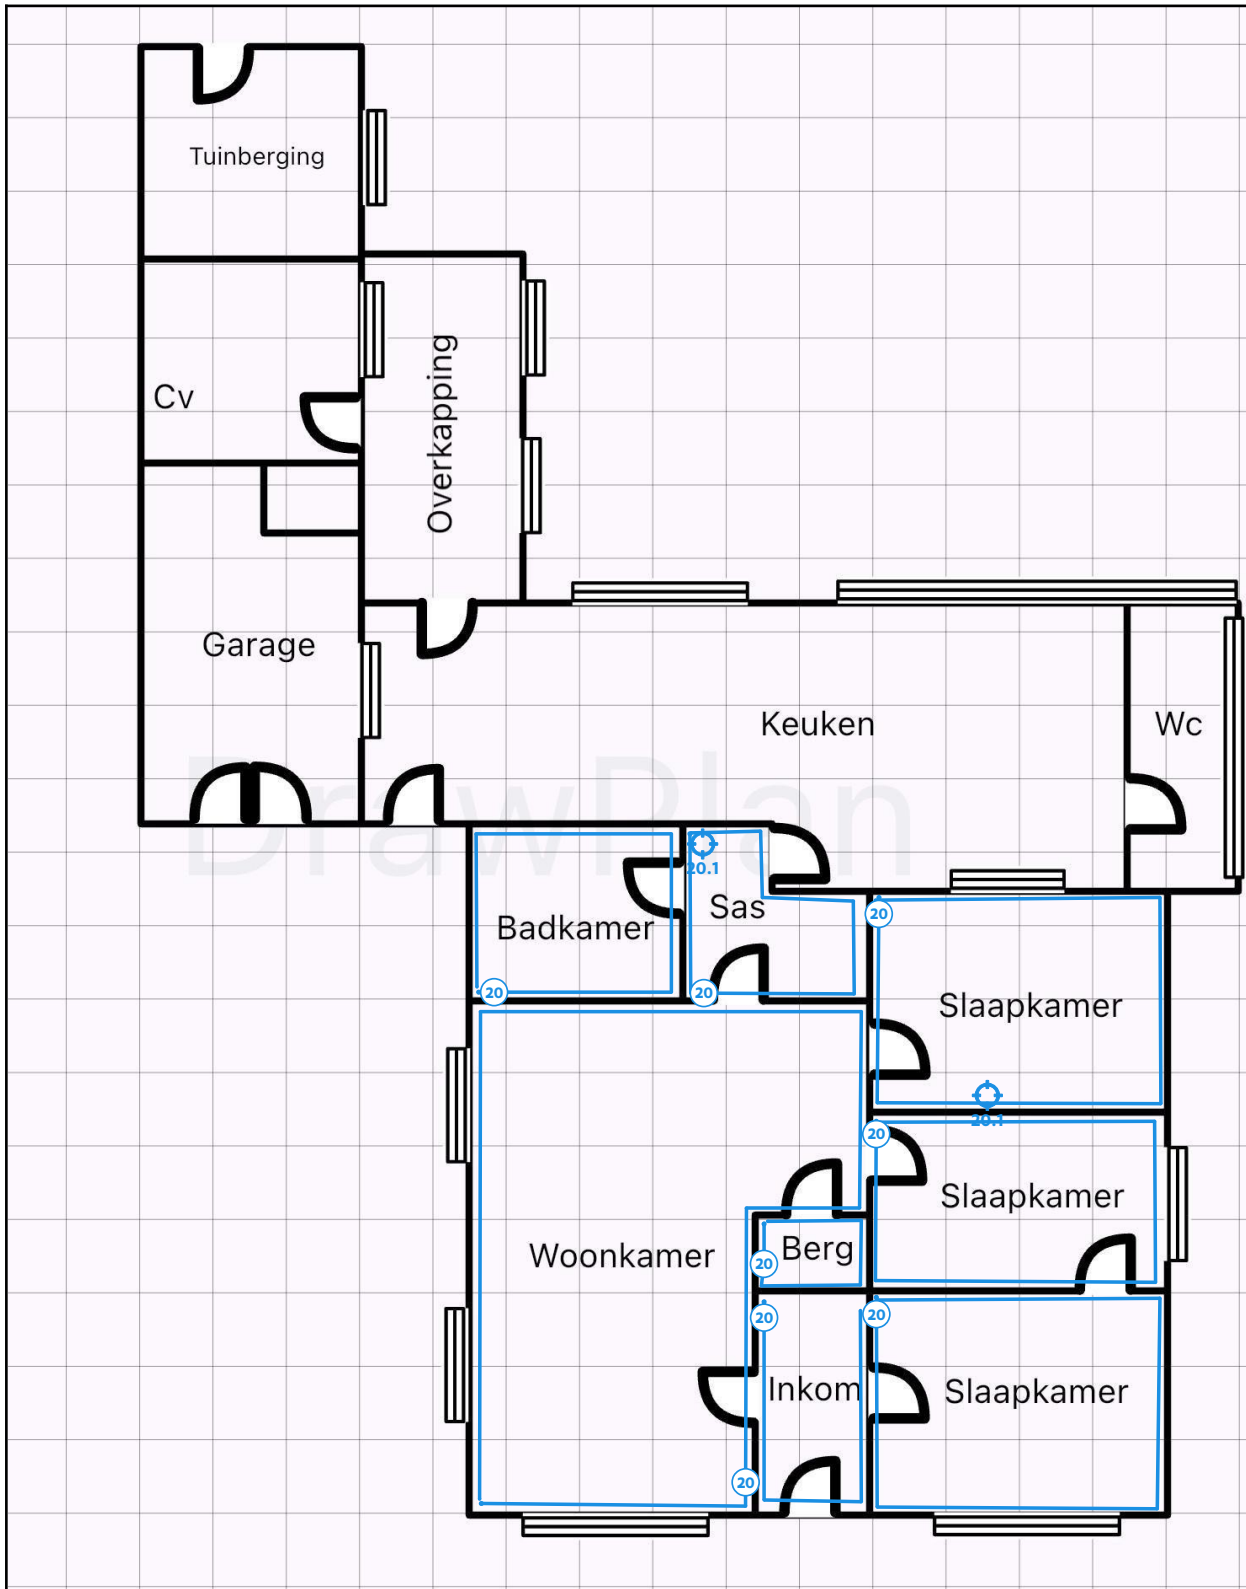 Tuinberging
Cv
Overkapping
Garage
Keuken
Wc
DrawPlan
20.1
Sas
Badkamer
20
20
20
Slaapkamer
20.1
20
Slaapkamer
Woonkamer
Berg
20
20
20
Inkom
Slaapkamer
20